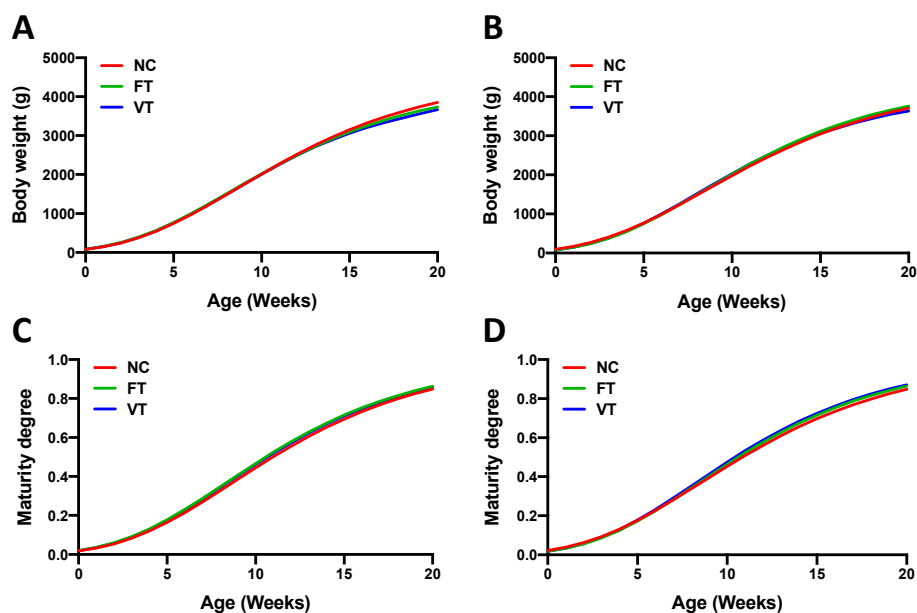 A
Body weight (g)
5000
4000
3000
2000
1000
0
NC
FT
VT
0 5 10 15 20
Age (Weeks)
B
Body weight (g)
5000
4000
3000
2000
1000
0
NC
FT
VT
0 5 10 15 20
Age (Weeks)
C
Maturity degree
1.0
0.8
0.6
0.4
0.2
0.0
NC
FT
VT
0 5 10 15 20
Age (Weeks)
D
Maturity degree
1.0
0.8
0.6
0.4
0.2
0.0
NC
FT
VT
0 5 10 15 20
Age (Weeks)